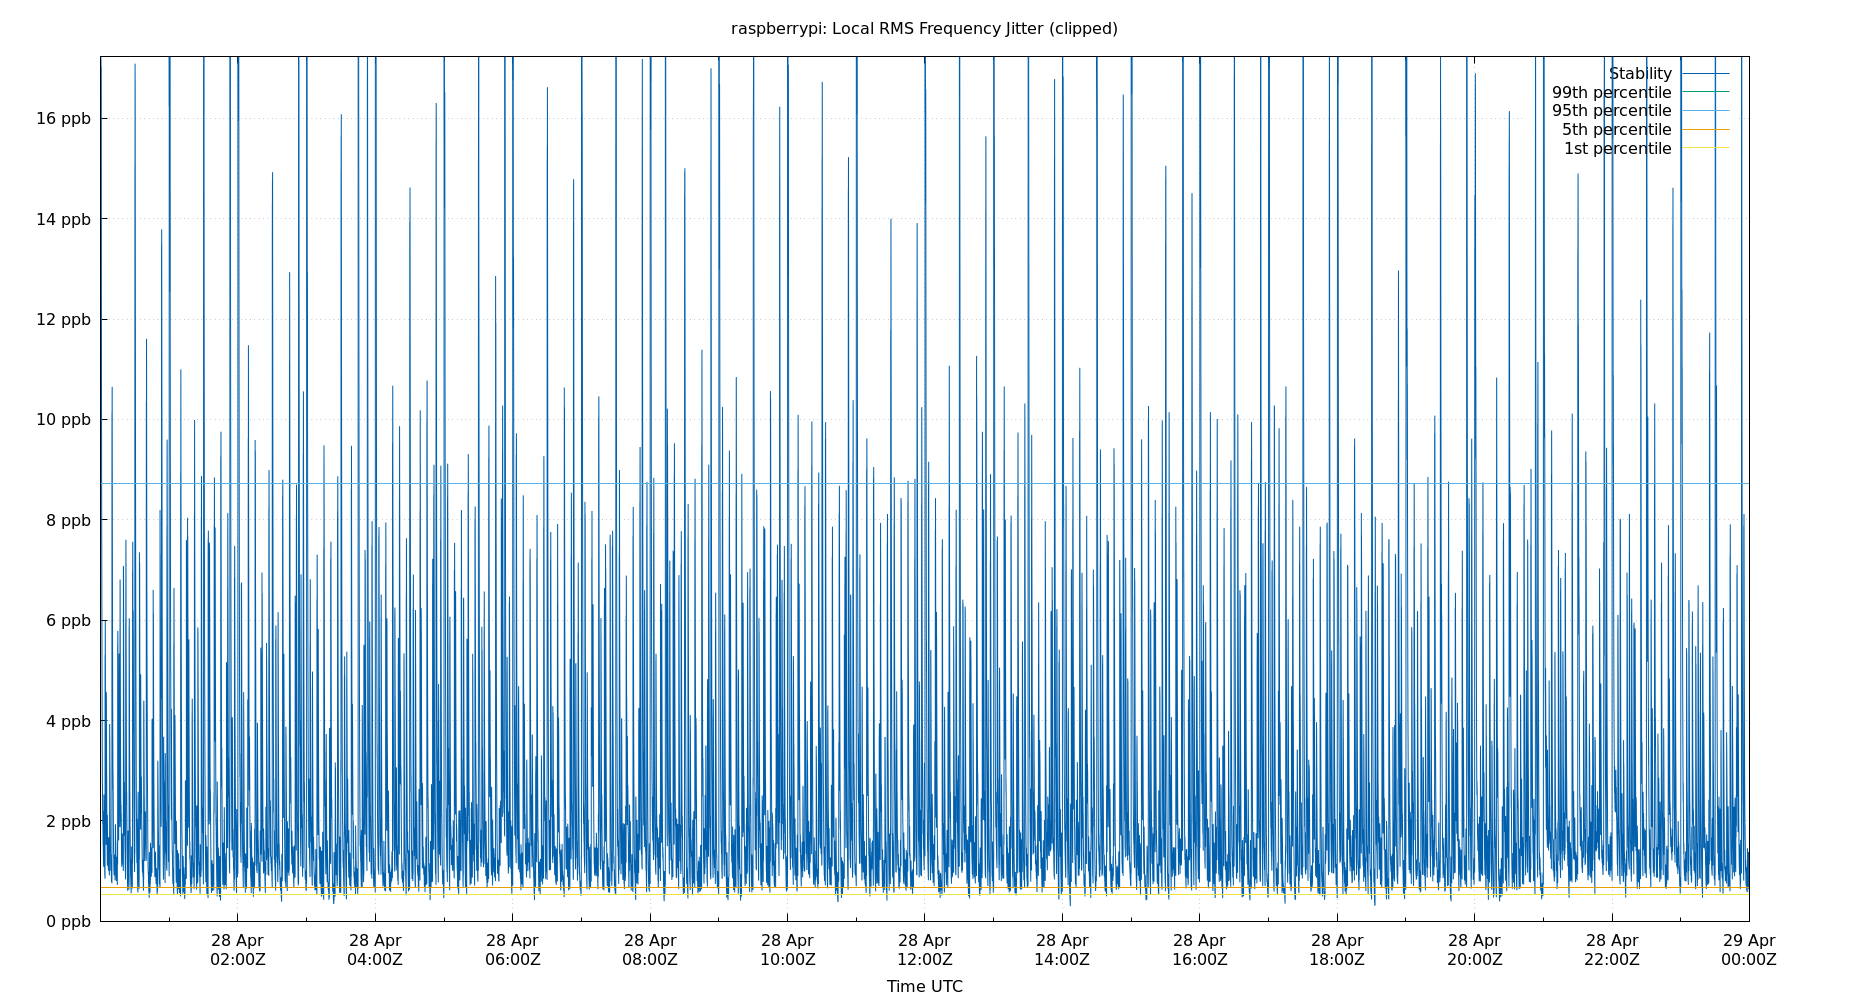 raspberrypi: Local RMS Frequency Jitter (clipped)
Stability
99th percentile
95th percentile
5th percentile
1st percentile
16 ppb
14 ppb
12 ppb
10 ppb
8 ppb
6 ppb
4 ppb
2 ppb
0 ppb
28 Apr 28 Apr 28 Apr 28 Apr 28 Apr 28 Apr 28 Apr 28 Apr 28 Apr 28 Apr 28 Apr 29 Apr
02:00Z 04:00Z 06:00Z 08:00Z 10:00Z 12:00Z 14:00Z 16:00Z 18:00Z 20:00Z 22:00Z 00:00Z
Time UTC